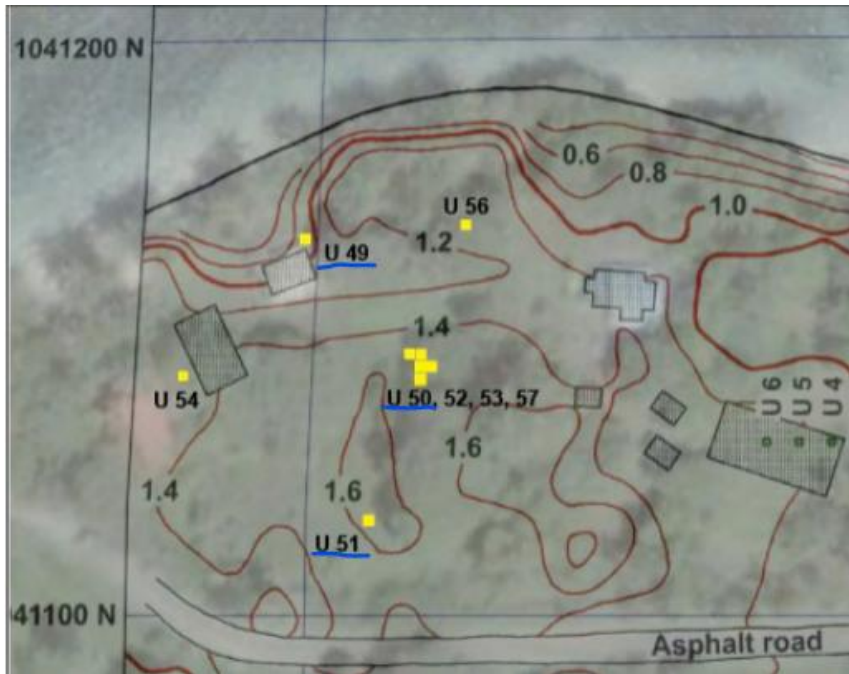 1041200 N
0.6
0.8
U 56
1.0
1.2
U 49
1.4
U 54
U 50, 52, 53, 57
U 6
U 5
U 4
1.6
1.4
1.6
U 51
41100 N
Asphalt road